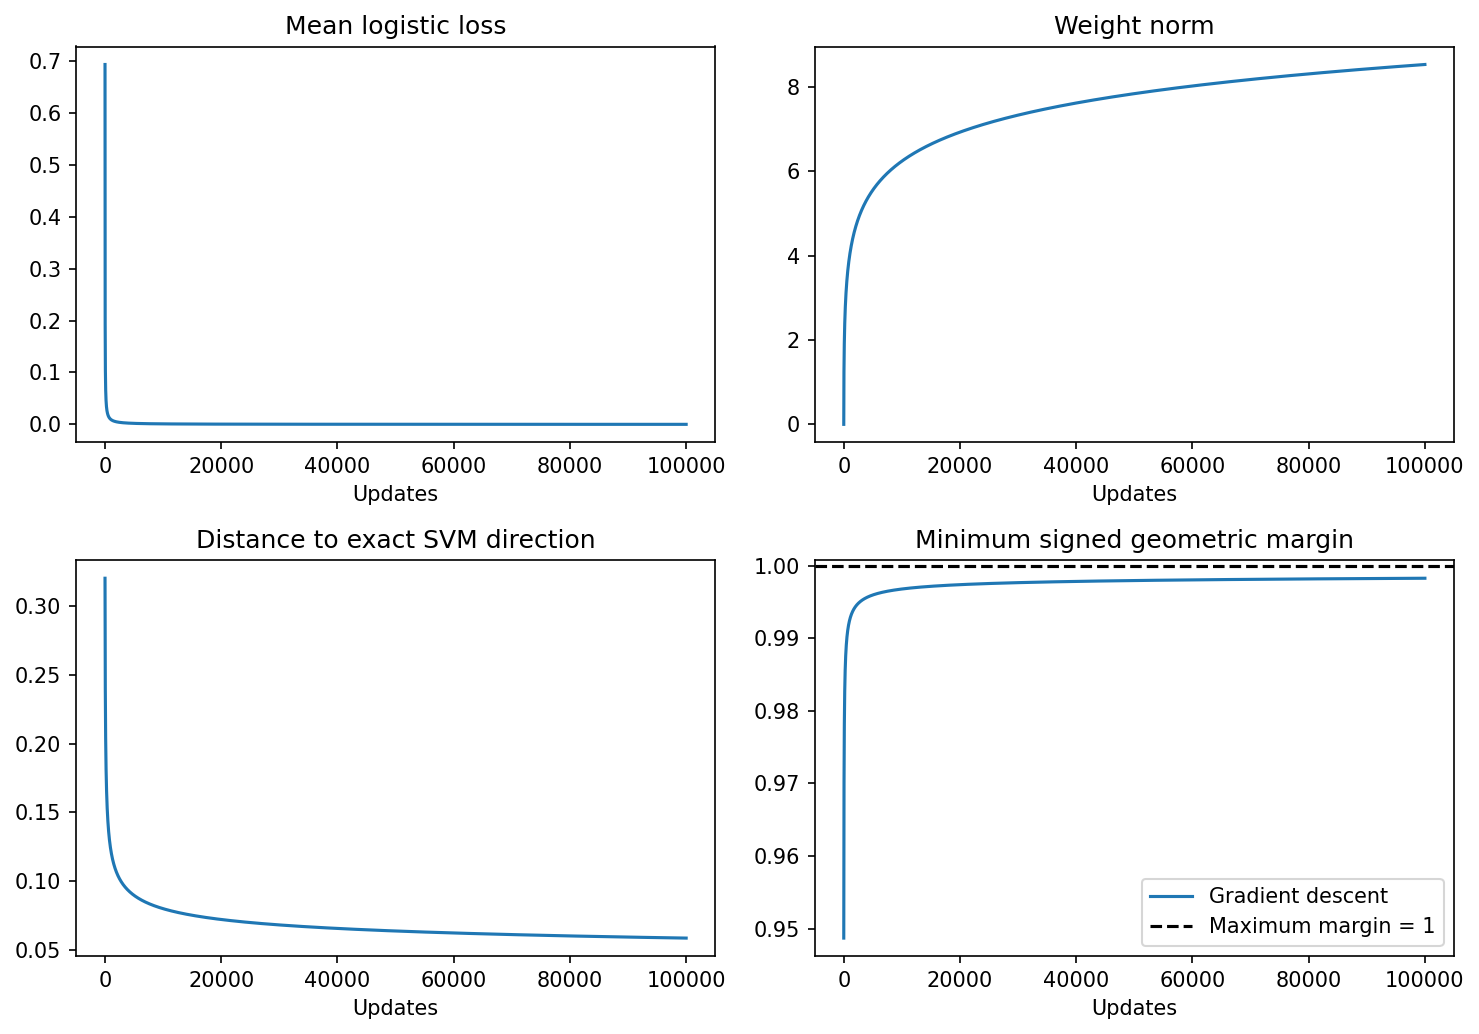 Mean logistic loss
0.7
0.6
0.5
0.4
0.3
0.2
0.1
0.0
0 20000 40000 60000 80000 100000
Updates
Weight norm
8
6
4
2
0
0 20000 40000 60000 80000 100000
Updates
Distance to exact SVM direction
0.30
0.25
0.20
0.15
0.10
0.05
0 20000 40000 60000 80000 100000
Updates
Minimum signed geometric margin
1.00
0.99
0.98
0.97
0.96
0.95
Gradient descent
Maximum margin = 1
0 20000 40000 60000 80000 100000
Updates